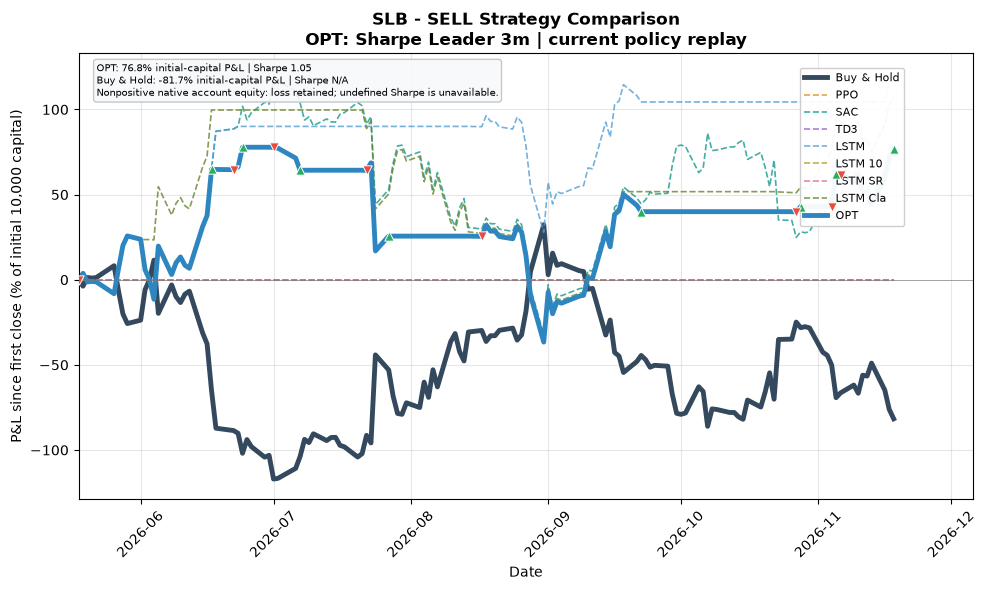 SLB - SELL Strategy Comparison
OPT: Sharpe Leader 3m | current policy replay
OPT: 76.8% initial-capital P&L | Sharpe 1.05
Buy & Hold: -81.7% initial-capital P&L | Sharpe N/A
Nonpositive native account equity: loss retained; undefined Sharpe is unavailable.
Buy & Hold
PPO
SAC
TD3
LSTM
LSTM 10
LSTM SR
LSTM Cla
OPT
P&L since first close (% of initial 10,000 capital)
100
50
0
−50
−100
2026-06
2026-07
2026-08
2026-09
2026-10
2026-11
2026-12
Date